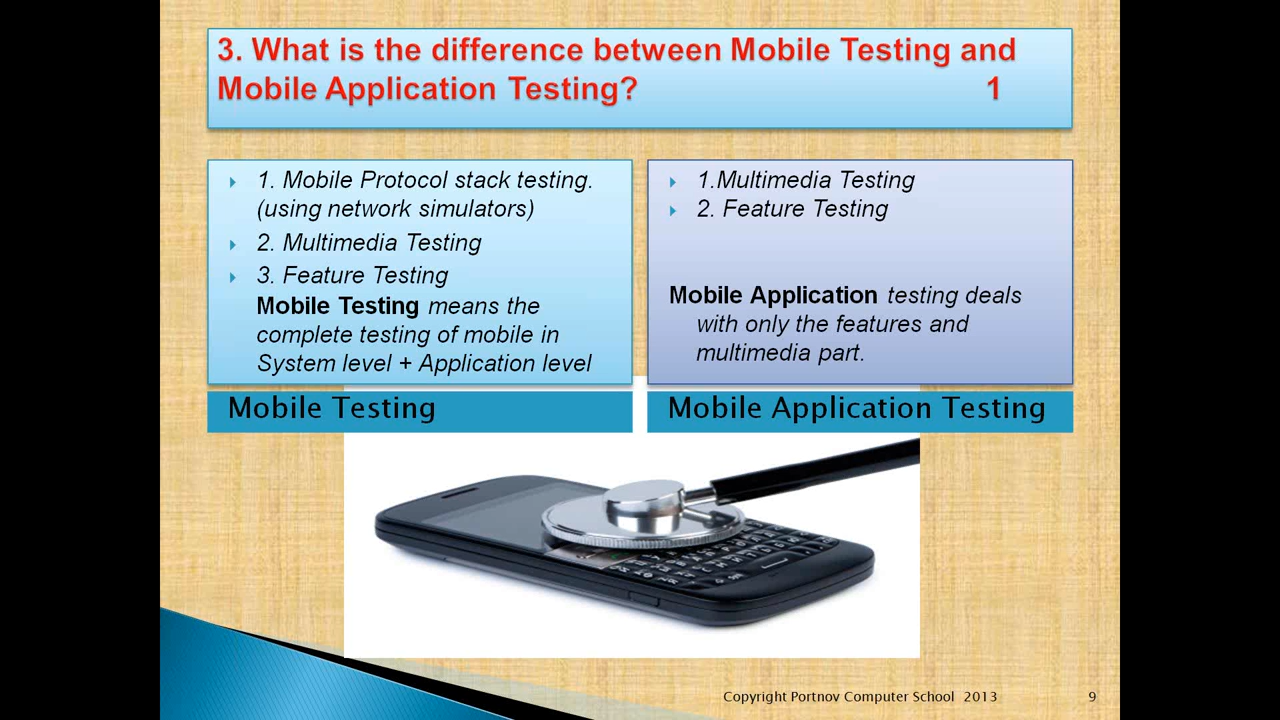 3. What is the difference between Mobile Testing and
Mobile Application Testing? 1
1. Mobile Protocol stack testing.
(using network simulators)
2. Multimedia Testing
3. Feature Testing
Mobile Testing means the
complete testing of mobile in
System level + Application level
Mobile Testing
1.Multimedia Testing
2. Feature Testing
Mobile Application testing deals
with only the features and
multimedia part.
Mobile Application Testing
Copyright Portnov Computer School 2013 9